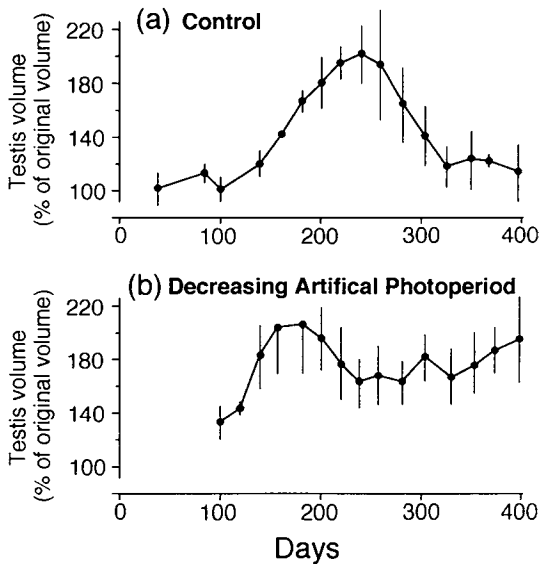 (a) Control
Testis volume
(% of original volume)
220
180
140
100
0 100 200 300 400
(b) Decreasing Artifical Photoperiod
Testis volume
(% of original volume)
220
180
140
100
0 100 200 300 400
Days